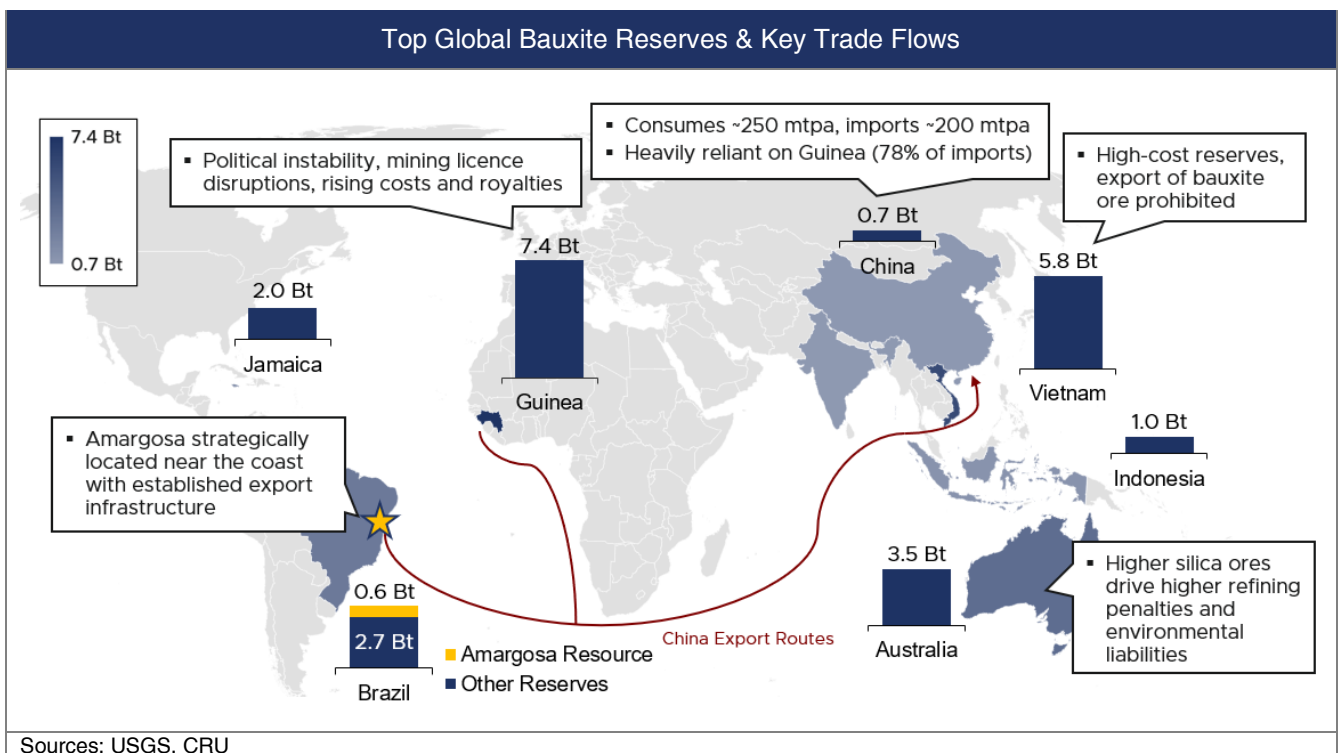 Top Global Bauxite Reserves & Key Trade Flows
7.4 Bt
0.7 Bt
▪ Political instability, mining licence
disruptions, rising costs and royalties
▪ Consumes ~250 mtpa, imports ~200 mtpa
▪ Heavily reliant on Guinea (78% of imports)
▪ High-cost reserves,
export of bauxite
ore prohibited
2.0 Bt
Jamaica
7.4 Bt
Guinea
0.7 Bt
China
5.8 Bt
Vietnam
1.0 Bt
Indonesia
▪ Amargosa strategically
located near the coast
with established export
infrastructure
0.6 Bt
2.7 Bt
Brazil
Amargosa Resource
Other Reserves
China Export Routes
3.5 Bt
Australia
▪ Higher silica ores
drive higher refining
penalties and
environmental
liabilities
Sources: USGS, CRU